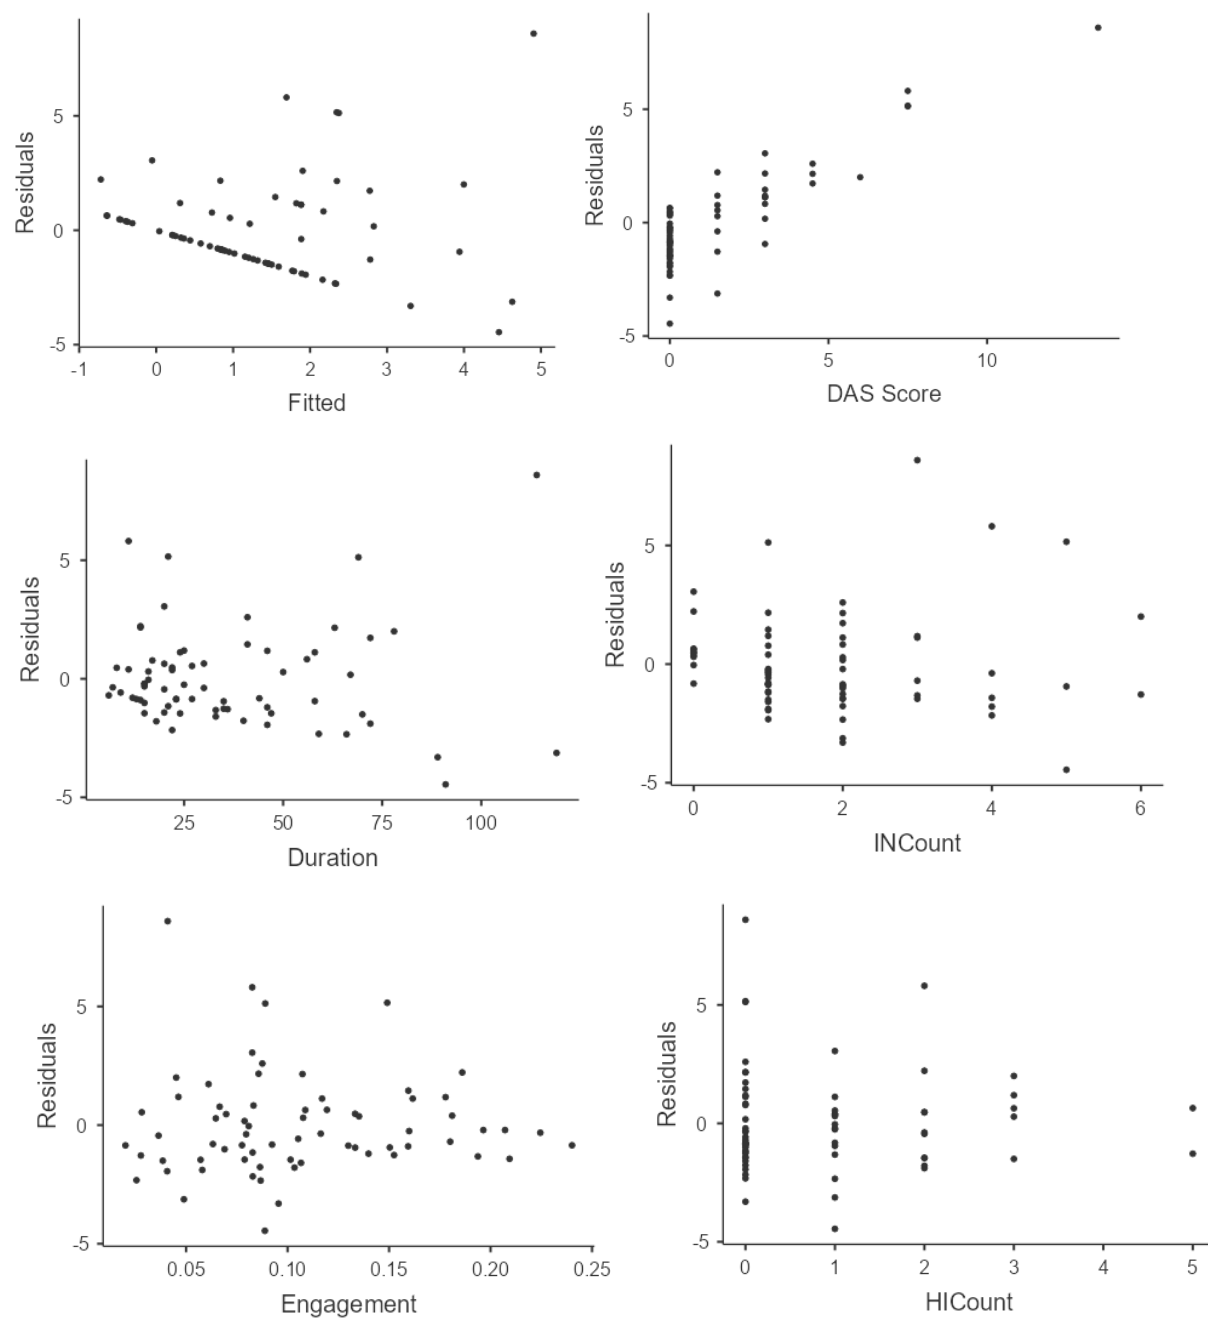 Residuals
5
0
-5
-1 0 1 2 3 4 5
Fitted
Residuals
5
0
-5
0 5 10
DAS Score
Residuals
5
0
-5
25 50 75 100
Duration
Residuals
5
0
-5
0 2 4 6
INCount
Residuals
5
0
-5
0.05 0.10 0.15 0.20 0.25
Engagement
Residuals
5
0
-5
0 1 2 3 4 5
HICount